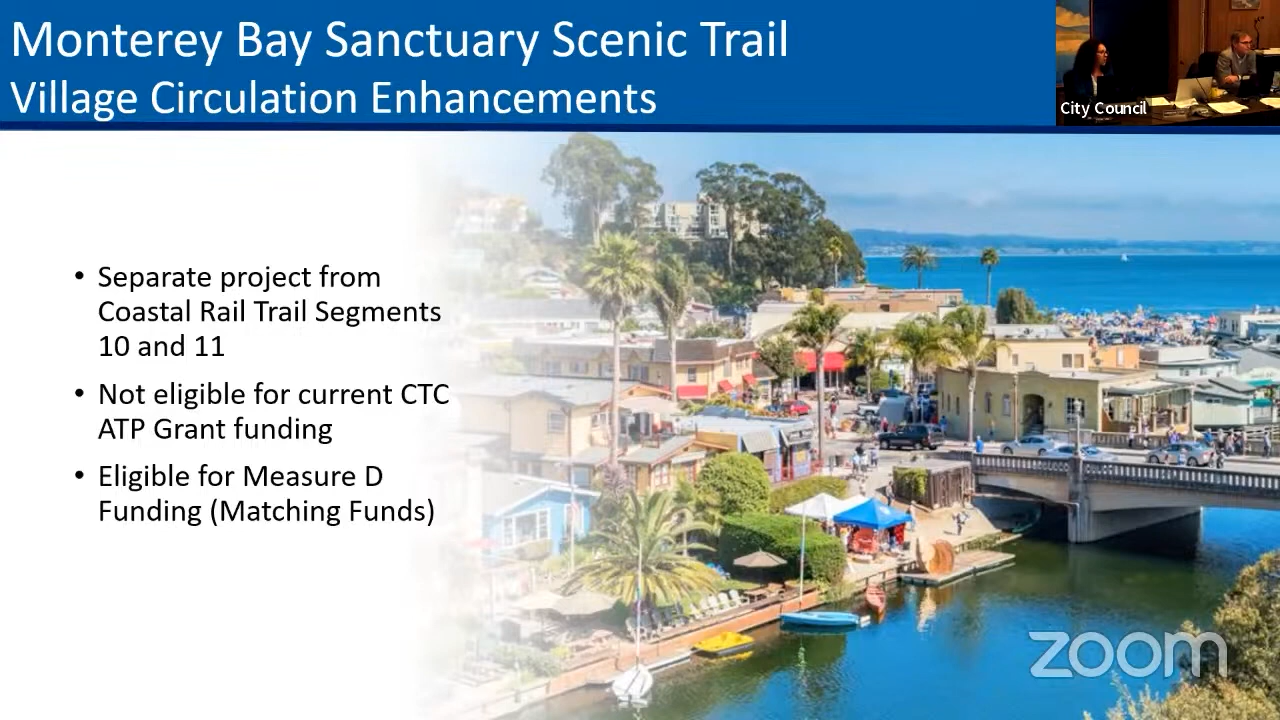 Monterey Bay Sanctuary Scenic Trail
Village Circulation Enhancements
City Council
• Separate project from
Coastal Rail Trail Segments
10 and 11
• Not eligible for current CTC
ATP Grant funding
• Eligible for Measure D
Funding (Matching Funds)
zoom